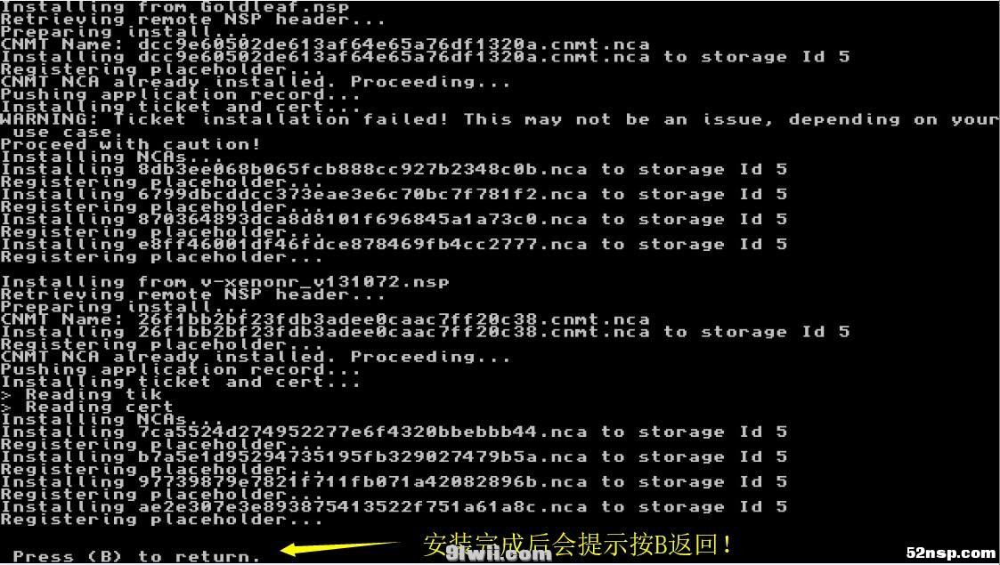 Installing from Goldleaf.nsp
Retrieving remote NSP header...
Preparing install...
CNMT Name: dcc9e60502de613af64e65a76df1320a.cnmt.nca
Installing dcc9e60502de613af64e65a76df1320a.cnmt.nca to storage Id 5
Registering placeholder...
CNMT NCA already installed. Proceeding...
Pushing application record...
Installing ticket and cert...
WARNING: Ticket installation failed! This may not be an issue, depending on your
use case.
Proceed with caution!
Installing NCAs...
Installing 8db3ee068b065fcb888cc927b2348c0b.nca to storage Id 5
Registering placeholder...
Installing 6799dbcddcc373eae3e6c70bc7f781f2.nca to storage Id 5
Registering placeholder...
Installing 870364893dca8d8101f696845a1a73c0.nca to storage Id 5
Registering placeholder...
Installing e8ff46001df46fdce878469fb4cc2777.nca to storage Id 5
Registering placeholder...
Installing from v-xenonr_v131072.nsp
Retrieving remote NSP header...
Preparing install...
CNMT Name: 26f1bb2bf23fdb3adee0caac7ff20c38.cnmt.nca
Installing 26f1bb2bf23fdb3adee0caac7ff20c38.cnmt.nca to storage Id 5
Registering placeholder...
CNMT NCA already installed. Proceeding...
Pushing application record...
Installing ticket and cert...
> Reading tik
> Reading cert
Installing NCAs...
Installing 7ca5524d274952277e6f4320bbebbb44.nca to storage Id 5
Registering placeholder...
Installing b7a5e1d95294735195fb329027479b5a.nca to storage Id 5
Registering placeholder...
Installing 97739879e7821f711fb071a42082896b.nca to storage Id 5
Registering placeholder...
Installing ae2e307e3e893875413522f751a61a8c.nca to storage Id 5
Registering placeholder...
安装完成后会提示按B返回！
Press (B) to return.
91wii.com
52nsp.com